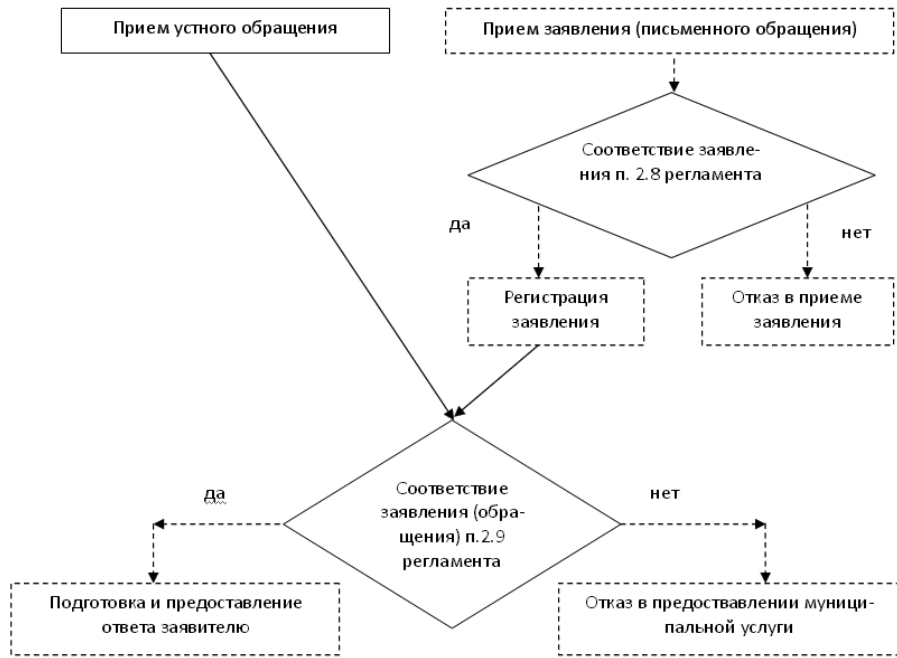 Прием устного обращения
Прием заявления (письменного обращения)
Соответствие заявле-
ния п. 2.8 регламента
да
нет
Регистрация
заявления
Отказ в приеме
заявления
Соответствие
заявления (обра-
щения) п.2.9
регламента
да
нет
Подготовка и предоставление
ответа заявителю
Отказ в предоствавлении муници-
пальной услуги